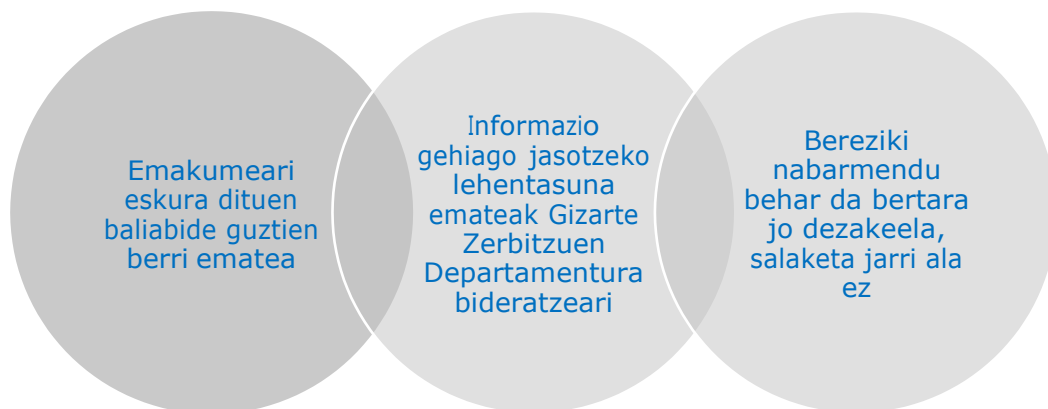 Emakumeari
eskura dituen
baliabide guztien
berri ematea
Informazio
gehiago jasotzeko
lehentasuna
emateak Gizarte
Zerbitzuen
Departamentura
bideratzeari
Bereziki
nabarmendu
behar da bertara
jo dezakeela,
salaketa jarri ala
ez